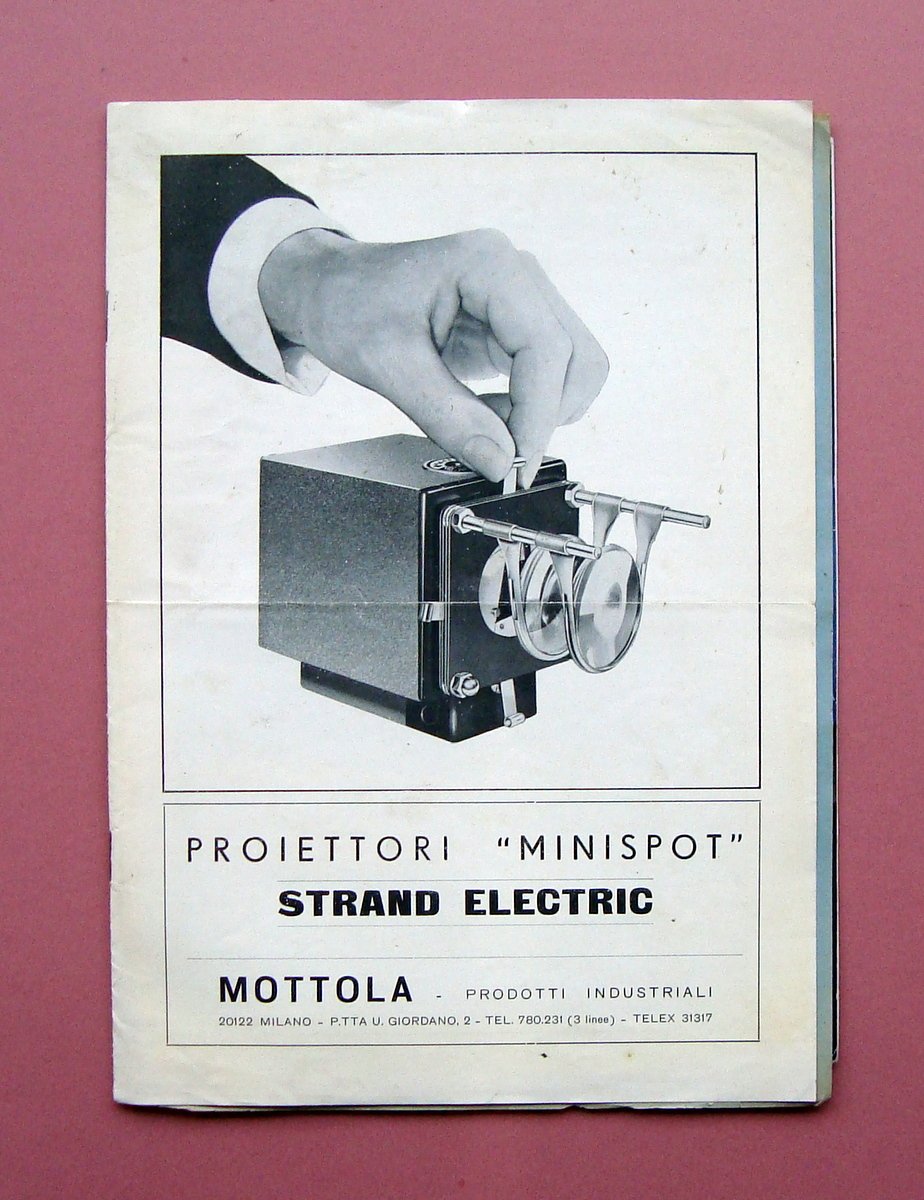 PROIETTORI "MINISPOT"
STRAND ELECTRIC
MOTTOLA - PRODOTTI INDUSTRIALI
20122 MILANO - P.TTA U. GIORDANO, 2 - TEL. 780.231 (3 linee) - TELEX 31317